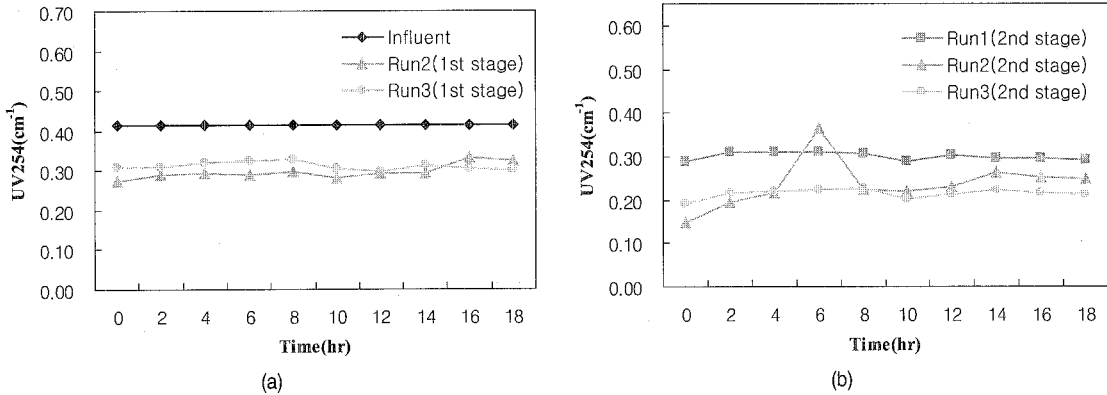 0.70
0.60
0.50
0.40
0.30
0.20
0.10
0.00
UV254(cm⁻¹)
Influent
Run2(1st stage)
Run3(1st stage)
0 2 4 6 8 10 12 14 16 18
Time(hr)
(a)
0.60
0.50
0.40
0.30
0.20
0.10
0.00
UV254(cm⁻¹)
Run1(2nd stage)
Run2(2nd stage)
Run3(2nd stage)
0 2 4 6 8 10 12 14 16 18
Time(hr)
(b)